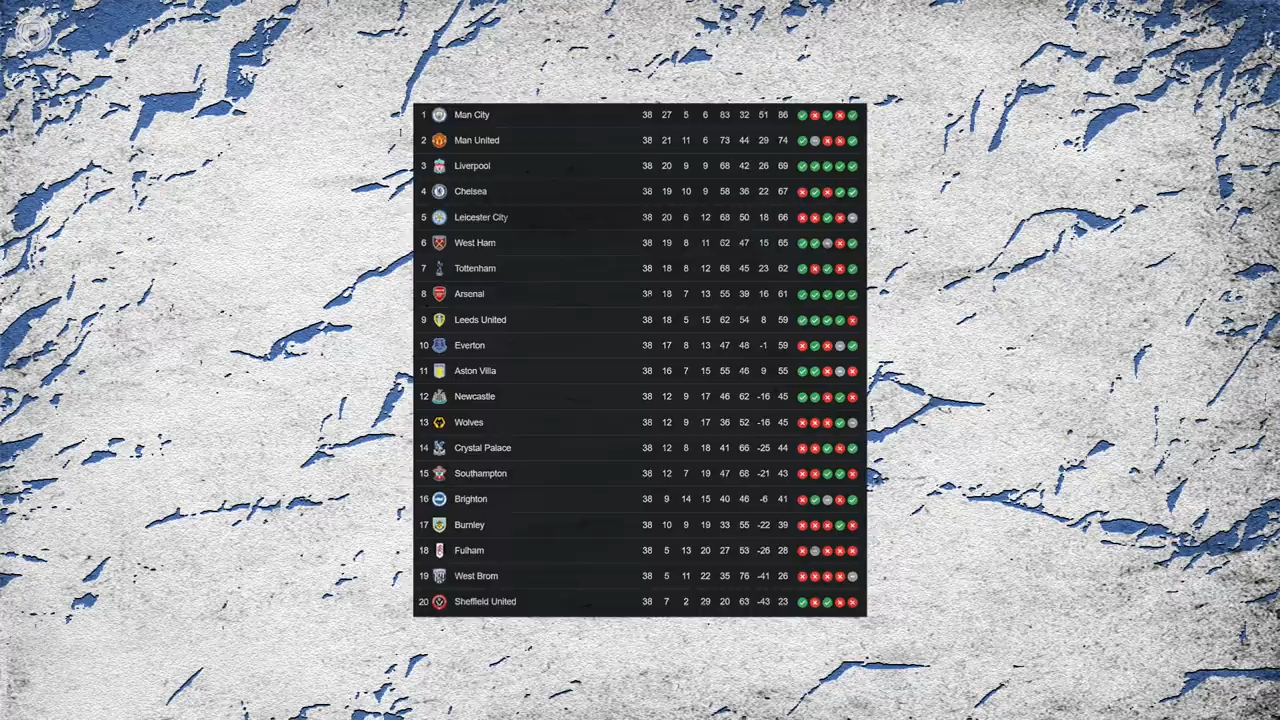 1 Man City 38 27 5 6 83 32 51 86
2 Man United 38 21 11 6 73 44 29 74
3 Liverpool 38 20 9 9 68 42 26 69
4 Chelsea 38 19 10 9 58 36 22 67
5 Leicester City 38 20 6 12 68 50 18 66
6 West Ham 38 19 8 11 62 47 15 65
7 Tottenham 38 18 8 12 68 45 23 62
8 Arsenal 38 18 7 13 55 39 16 61
9 Leeds United 38 18 5 15 62 54 8 59
10 Everton 38 17 8 13 47 48 -1 59
11 Aston Villa 38 16 7 15 55 46 9 55
12 Newcastle 38 12 9 17 46 62 -16 45
13 Wolves 38 12 9 17 36 52 -16 45
14 Crystal Palace 38 12 8 18 41 66 -25 44
15 Southampton 38 12 7 19 47 68 -21 43
16 Brighton 38 9 14 15 40 46 -6 41
17 Burnley 38 10 9 19 33 55 -22 39
18 Fulham 38 5 13 20 27 53 -26 28
19 West Brom 38 5 11 22 35 76 -41 26
20 Sheffield United 38 7 2 29 20 63 -43 23